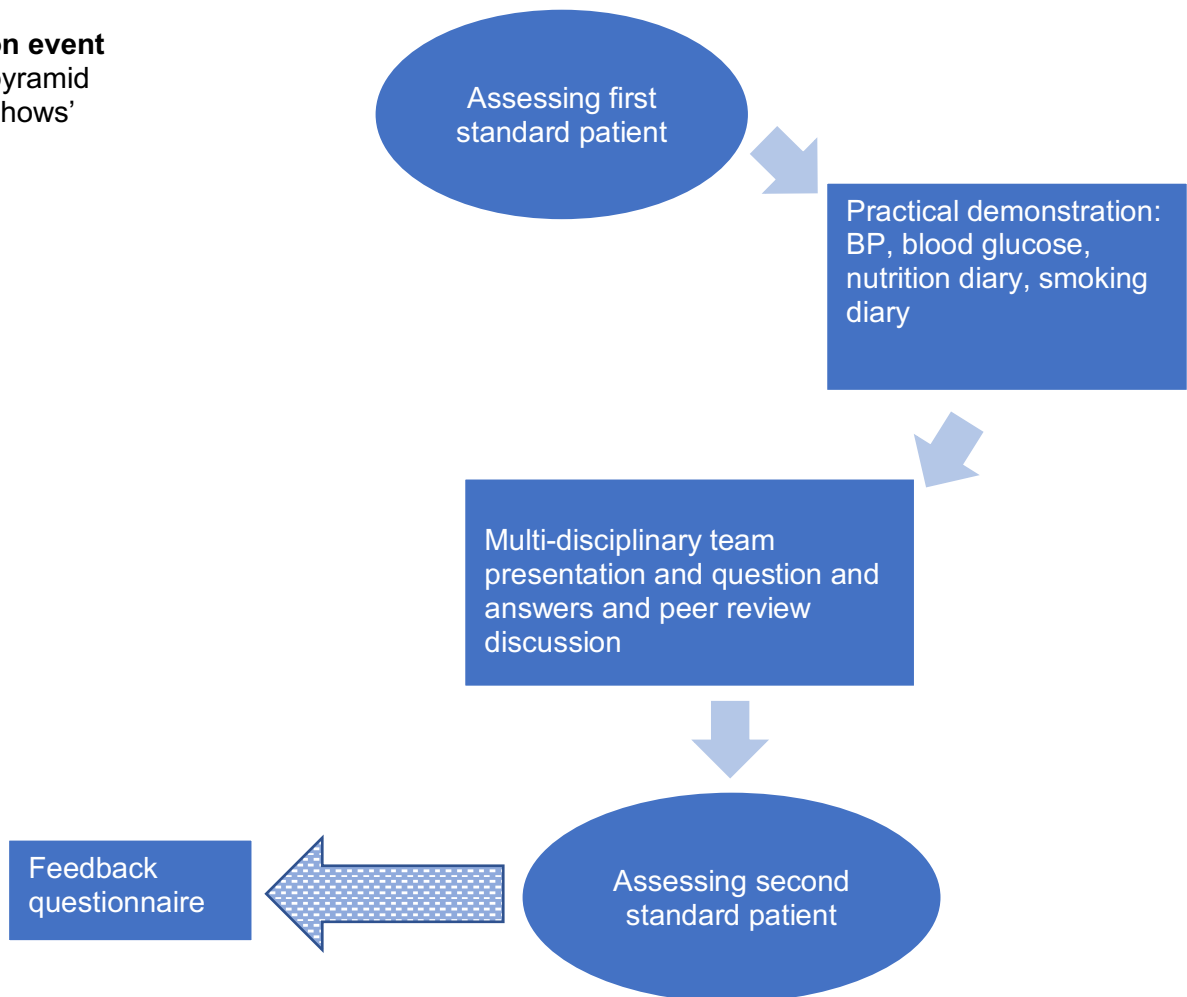 on event
pyramid
shows’
Assessing first
standard patient
Practical demonstration:
BP, blood glucose,
nutrition diary, smoking
diary
Multi-disciplinary team
presentation and question and
answers and peer review
discussion
Assessing second
standard patient
Feedback
questionnaire